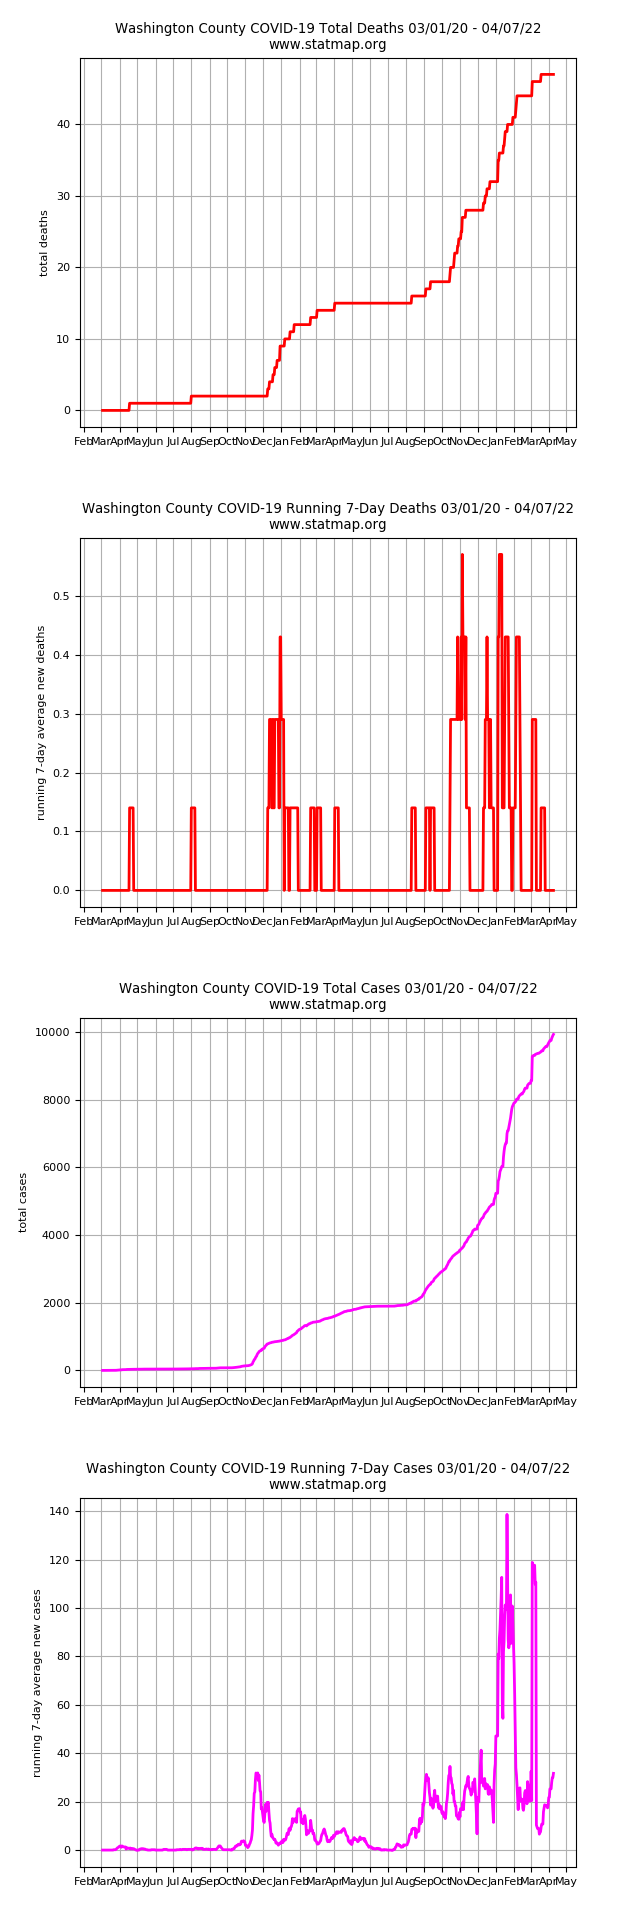 Washington County COVID-19 Total Deaths 03/01/20 - 04/07/22
www.statmap.org
40
30
20
10
0
total deaths
Feb Mar Apr May Jun Jul Aug Sep Oct Nov Dec Jan Feb Mar Apr May Jun Jul Aug Sep Oct Nov Dec Jan Feb Mar Apr May
Washington County COVID-19 Running 7-Day Deaths 03/01/20 - 04/07/22
www.statmap.org
0.5
0.4
0.3
0.2
0.1
0.0
running 7-day average new deaths
Feb Mar Apr May Jun Jul Aug Sep Oct Nov Dec Jan Feb Mar Apr May Jun Jul Aug Sep Oct Nov Dec Jan Feb Mar Apr May
Washington County COVID-19 Total Cases 03/01/20 - 04/07/22
www.statmap.org
10000
8000
6000
4000
2000
0
total cases
Feb Mar Apr May Jun Jul Aug Sep Oct Nov Dec Jan Feb Mar Apr May Jun Jul Aug Sep Oct Nov Dec Jan Feb Mar Apr May
Washington County COVID-19 Running 7-Day Cases 03/01/20 - 04/07/22
www.statmap.org
140
120
100
80
60
40
20
0
running 7-day average new cases
Feb Mar Apr May Jun Jul Aug Sep Oct Nov Dec Jan Feb Mar Apr May Jun Jul Aug Sep Oct Nov Dec Jan Feb Mar Apr May